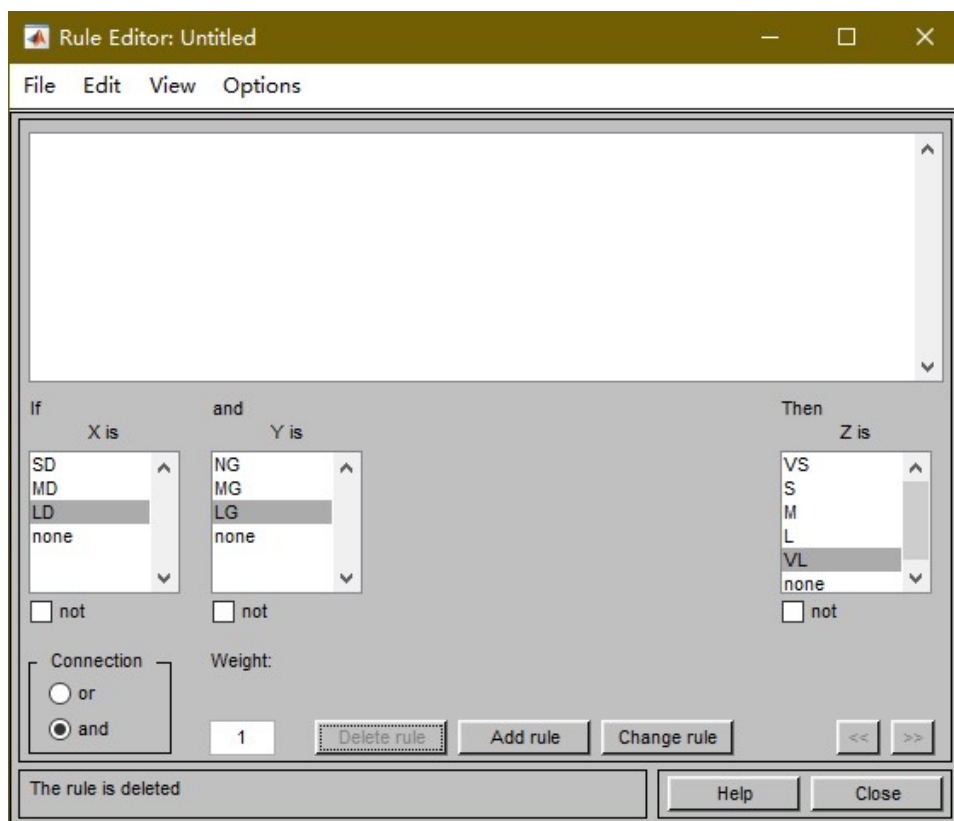 Rule Editor: Untitled
File Edit View Options
If and Then
X is Y is Z is
SD NG VS
MD MG S
LD LG M
none none L
VL
none
not not not
Connection Weight:
or
and 1 Delete rule Add rule Change rule << >>
The rule is deleted Help Close